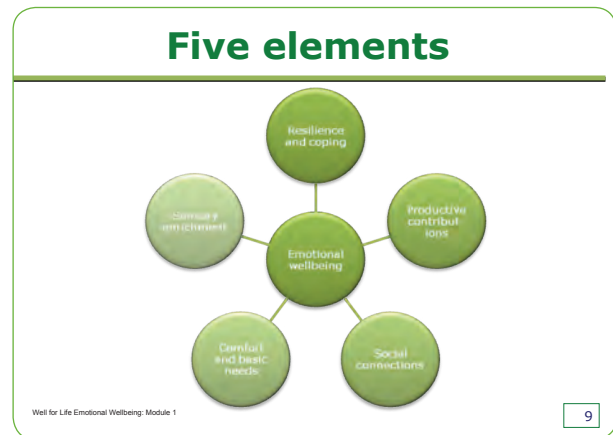 Five elements
Resilience
and coping
Productive
contribut-
ions
Social
connections
Comfort
and basic
needs
Sensory
enrichment
Emotional
wellbeing
Well for Life Emotional Wellbeing: Module 1
9